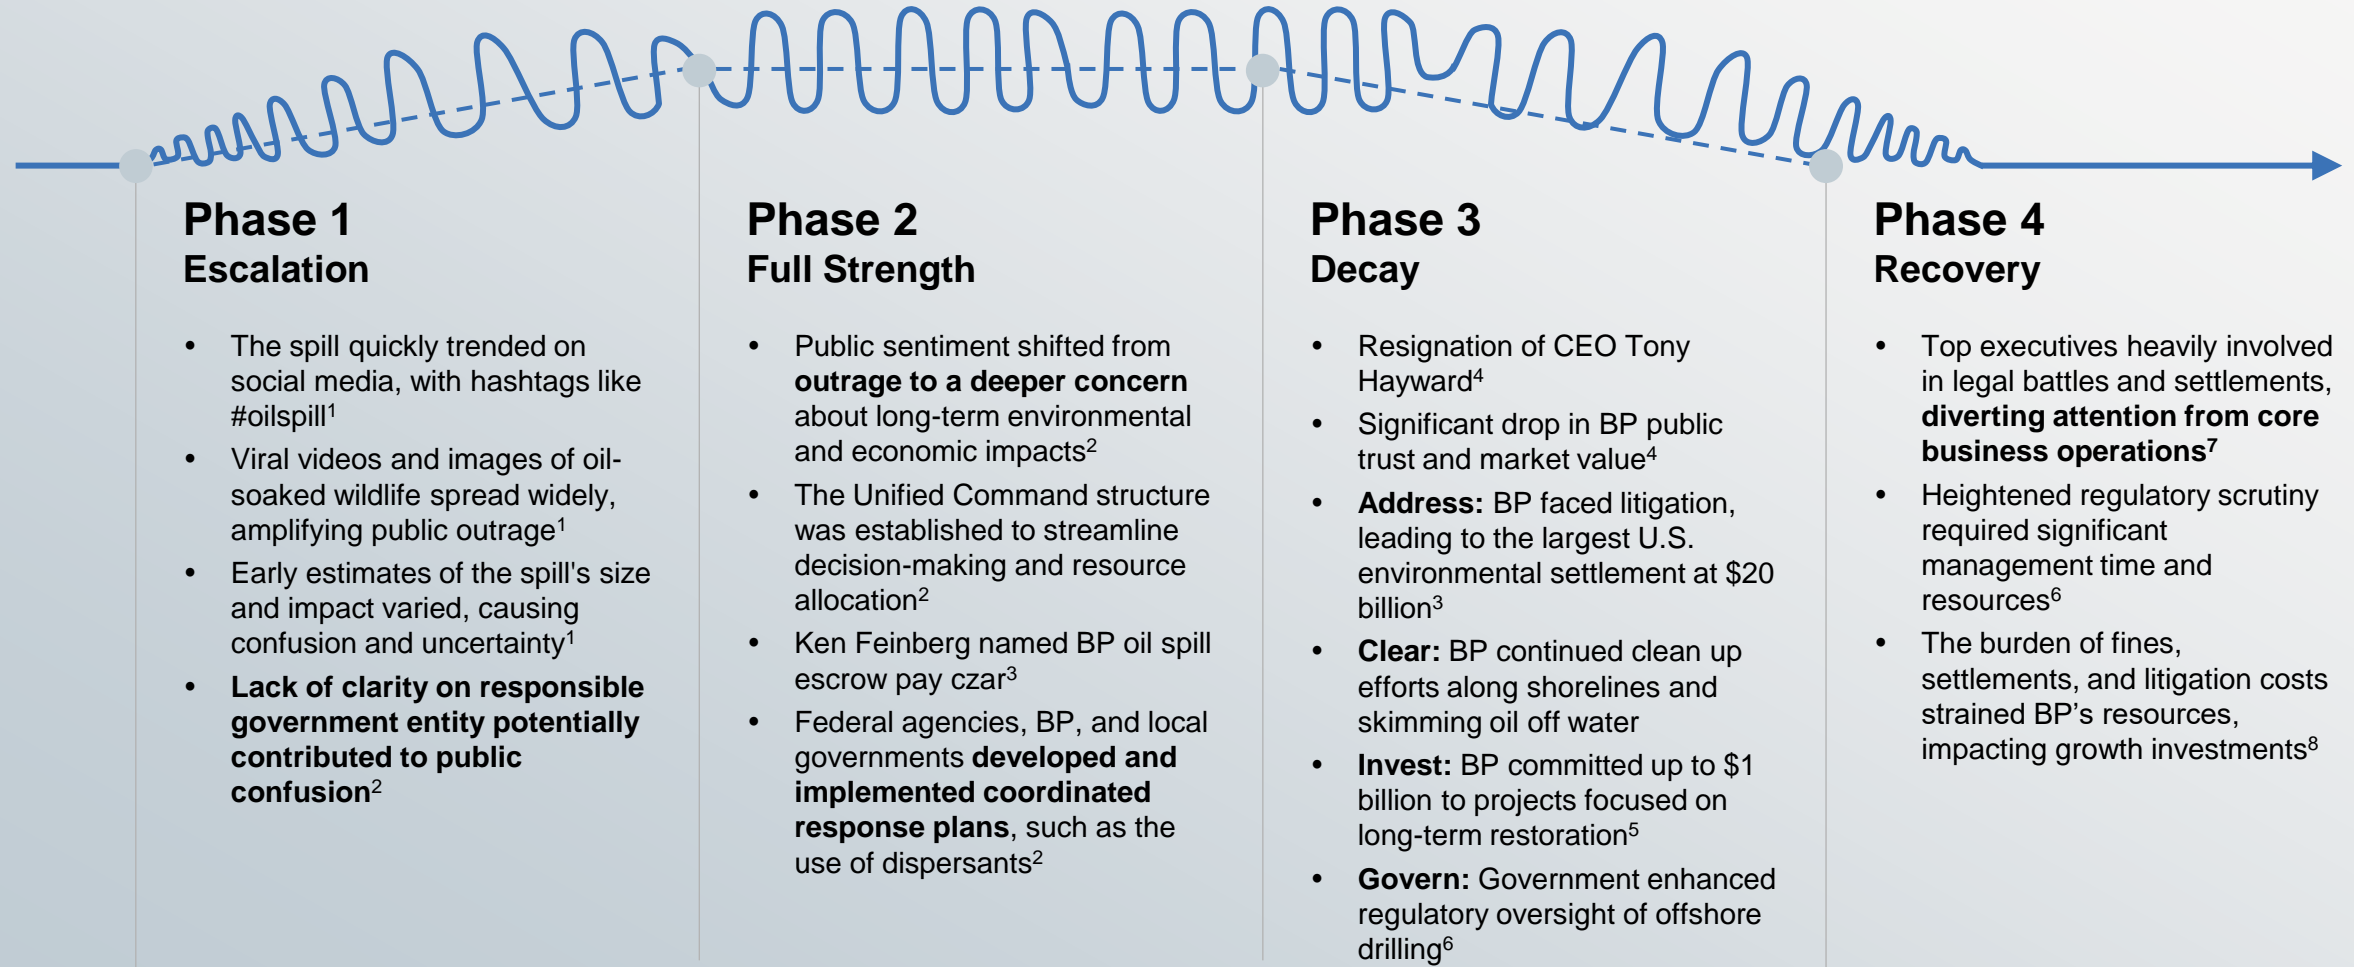 Phase 1
Escalation
• The spill quickly trended on
social media, with hashtags like
#oilspill¹
• Viral videos and images of oil-
soaked wildlife spread widely,
amplifying public outrage¹
• Early estimates of the spill's size
and impact varied, causing
confusion and uncertainty¹
• Lack of clarity on responsible
government entity potentially
contributed to public
confusion²
Phase 2
Full Strength
• Public sentiment shifted from
outrage to a deeper concern
about long-term environmental
and economic impacts²
• The Unified Command structure
was established to streamline
decision-making and resource
allocation²
• Ken Feinberg named BP oil spill
escrow pay czar³
• Federal agencies, BP, and local
governments developed and
implemented coordinated
response plans, such as the
use of dispersants²
Phase 3
Decay
• Resignation of CEO Tony
Hayward⁴
• Significant drop in BP public
trust and market value⁴
• Address: BP faced litigation,
leading to the largest U.S.
environmental settlement at $20
billion³
• Clear: BP continued clean up
efforts along shorelines and
skimming oil off water
• Invest: BP committed up to $1
billion to projects focused on
long-term restoration⁵
• Govern: Government enhanced
regulatory oversight of offshore
drilling⁶
Phase 4
Recovery
• Top executives heavily involved
in legal battles and settlements,
diverting attention from core
business operations⁷
• Heightened regulatory scrutiny
required significant
management time and
resources⁶
• The burden of fines,
settlements, and litigation costs
strained BP’s resources,
impacting growth investments⁸